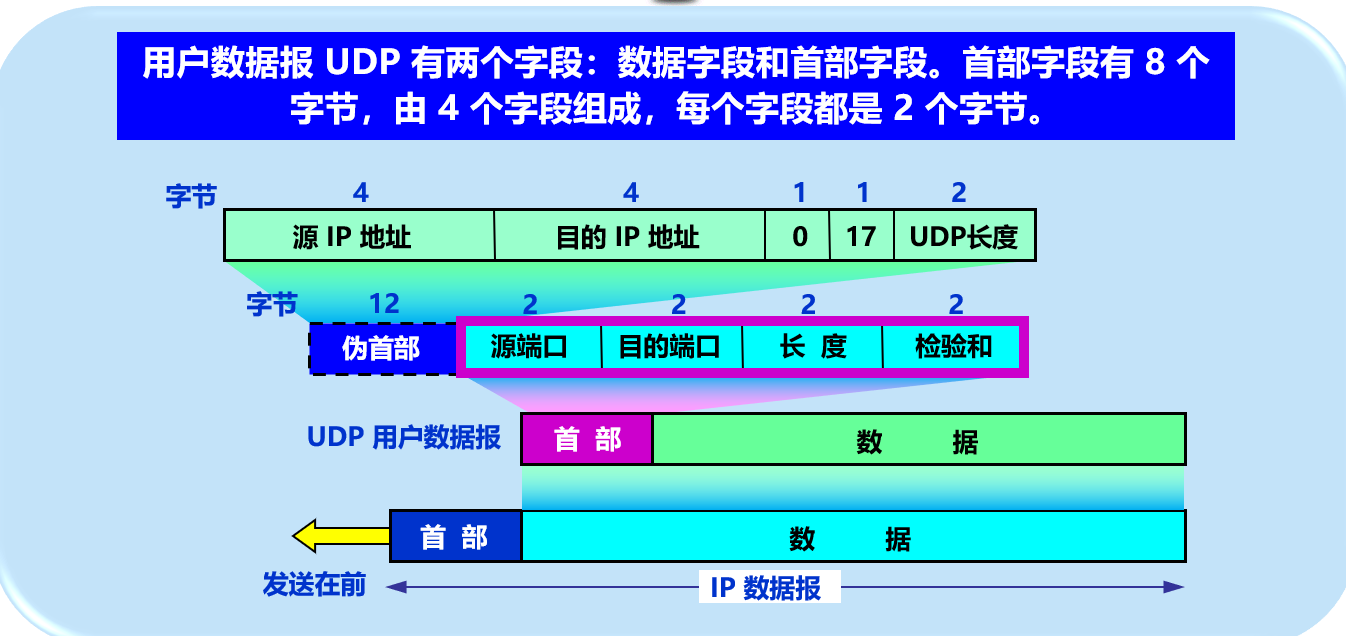 用户数据报 UDP 有两个字段：数据字段和首部字段。首部字段有 8 个
字节，由 4 个字段组成，每个字段都是 2 个字节。
字节 4 4 1 1 2
源 IP 地址 目的 IP 地址 0 17 UDP长度
字节 12 2 2 2 2
伪首部 源端口 目的端口 长 度 检验和
UDP 用户数据报 首 部 数 据
首 部 数 据
发送在前 IP 数据报